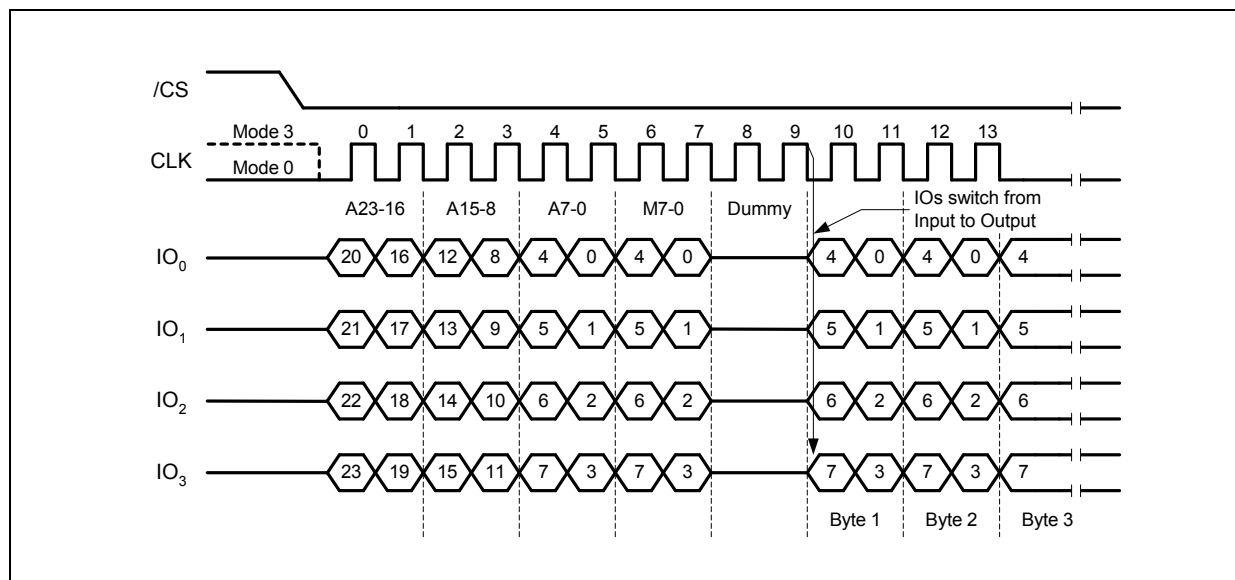 /CS
Mode 3 0 1 2 3 4 5 6 7 8 9 10 11 12 13
CLK
Mode 0
A23-16 A15-8 A7-0 M7-0 Dummy
IOs switch from
Input to Output
IO0 20 16 12 8 4 0 4 0 4 0 4 0 4
IO1 21 17 13 9 5 1 5 1 5 1 5 1 5
IO2 22 18 14 10 6 2 6 2 6 2 6 2 6
IO3 23 19 15 11 7 3 7 3 7 3 7 3 7
Byte 1 Byte 2 Byte 3